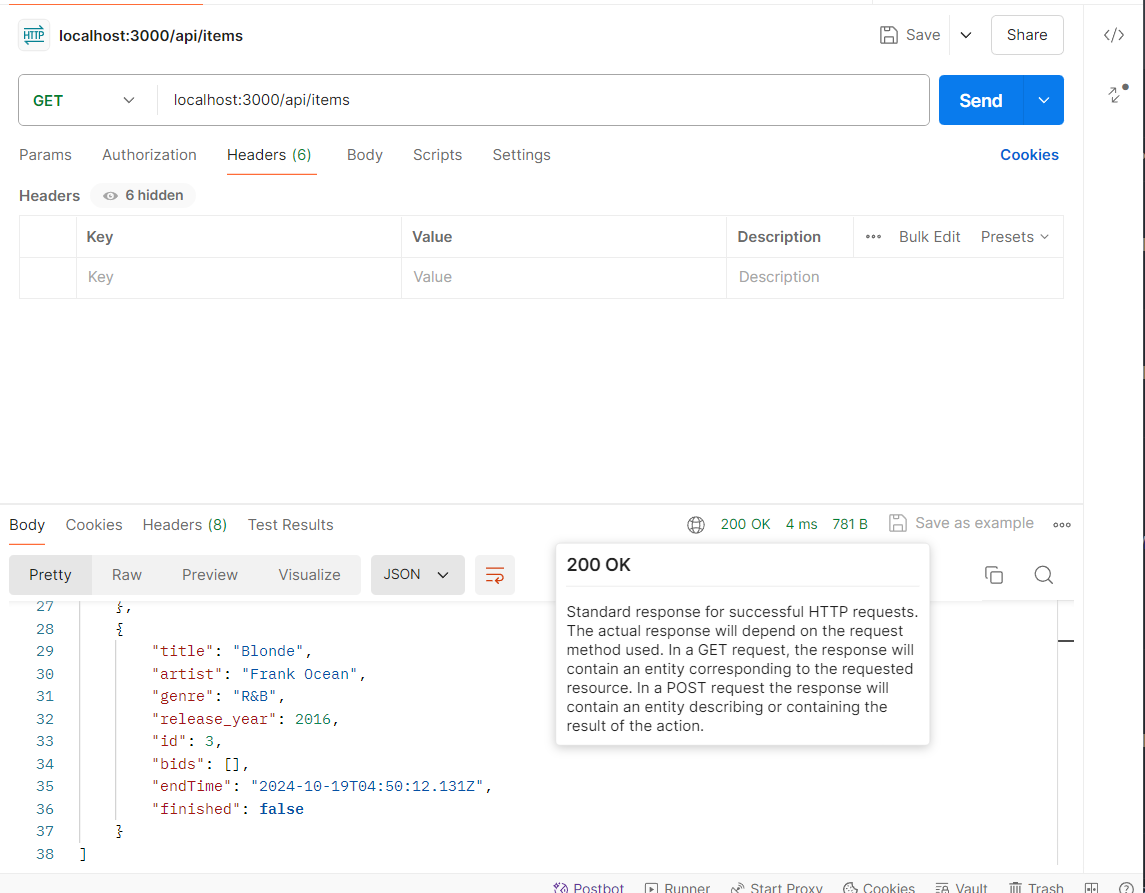 HTTP localhost:3000/api/items Save Share
GET localhost:3000/api/items Send
Params Authorization Headers (6) Body Scripts Settings Cookies
Headers 6 hidden
Key Value Description Bulk Edit Presets
Key Value Description
Body Cookies Headers (8) Test Results 200 OK 4 ms 781 B Save as example
Pretty Raw Preview Visualize JSON
200 OK
Standard response for successful HTTP requests.
The actual response will depend on the request
method used. In a GET request, the response will
contain an entity corresponding to the requested
resource. In a POST request the response will
contain an entity describing or containing the
result of the action.
27 },
28 {
29 "title": "Blonde",
30 "artist": "Frank Ocean",
31 "genre": "R&B",
32 "release_year": 2016,
33 "id": 3,
34 "bids": [],
35 "endTime": "2024-10-19T04:50:12.131Z",
36 "finished": false
37 }
38 ]
Postbot Runner Start Proxy Cookies Vault Trash